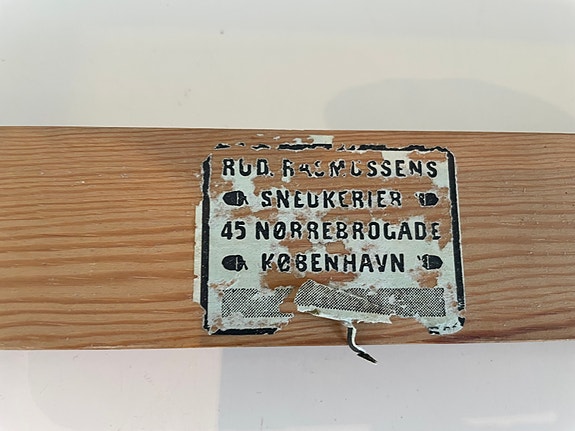 RUD. RASMUSSENS
SNEDKERIER
45 NØRREBROGADE
KØBENHAVN